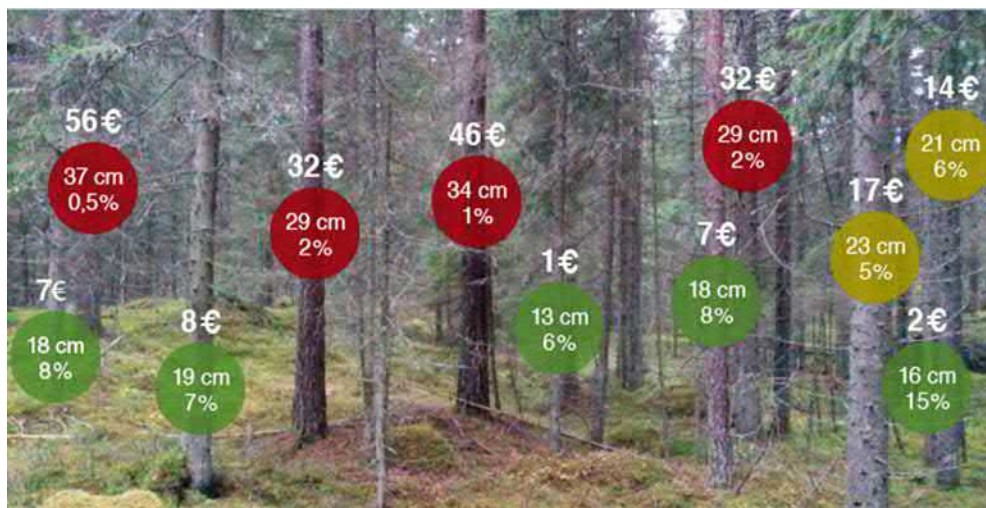 56 €
37 cm
0,5%
32 €
29 cm
2%
46 €
34 cm
1%
32 €
29 cm
2%
14 €
21 cm
6%
17 €
23 cm
5%
7€
18 cm
8%
8 €
19 cm
7%
1 €
13 cm
6%
7 €
18 cm
8%
2 €
16 cm
15%